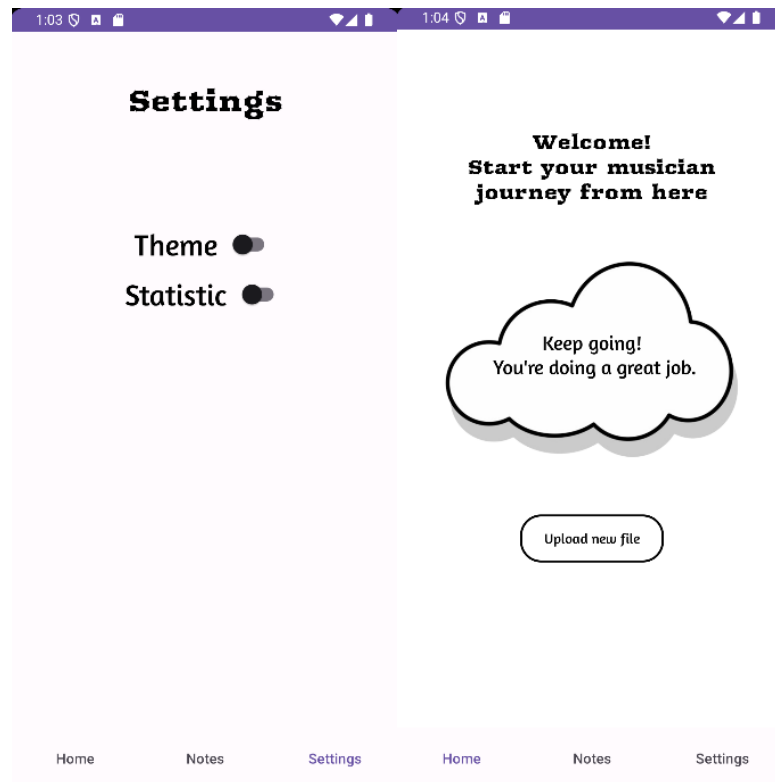 1:03
Settings
Theme
Statistic
Home Notes Settings
1:04
Welcome!
Start your musician
journey from here
Keep going!
You're doing a great job.
Upload new file
Home Notes Settings